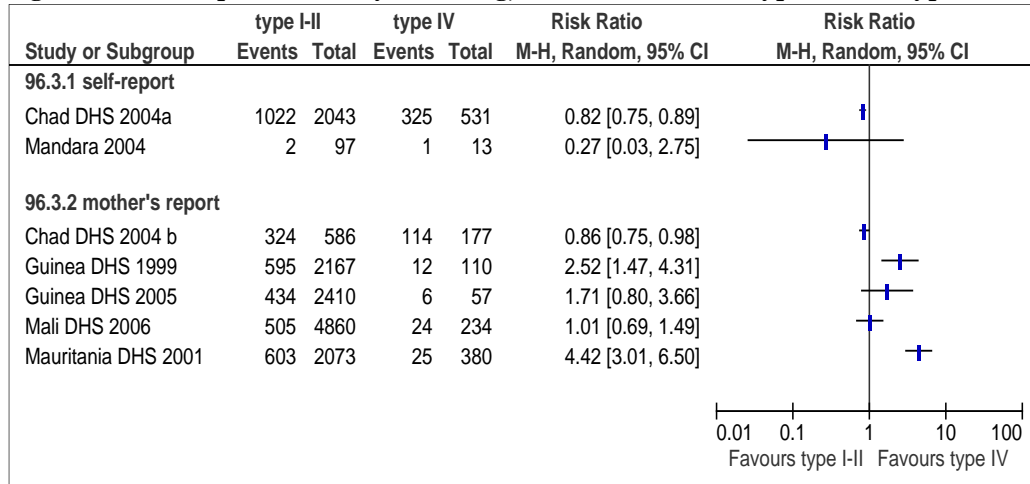 type I-II type IV Risk Ratio Risk Ratio
Study or Subgroup Events Total Events Total M-H, Random, 95% CI M-H, Random, 95% CI
96.3.1 self-report
Chad DHS 2004a 1022 2043 325 531 0.82 [0.75, 0.89]
Mandara 2004 2 97 1 13 0.27 [0.03, 2.75]
96.3.2 mother's report
Chad DHS 2004 b 324 586 114 177 0.86 [0.75, 0.98]
Guinea DHS 1999 595 2167 12 110 2.52 [1.47, 4.31]
Guinea DHS 2005 434 2410 6 57 1.71 [0.80, 3.66]
Mali DHS 2006 505 4860 24 234 1.01 [0.69, 1.49]
Mauritania DHS 2001 603 2073 25 380 4.42 [3.01, 6.50]
0.01 0.1 1 10 100
Favours type I-II Favours type IV